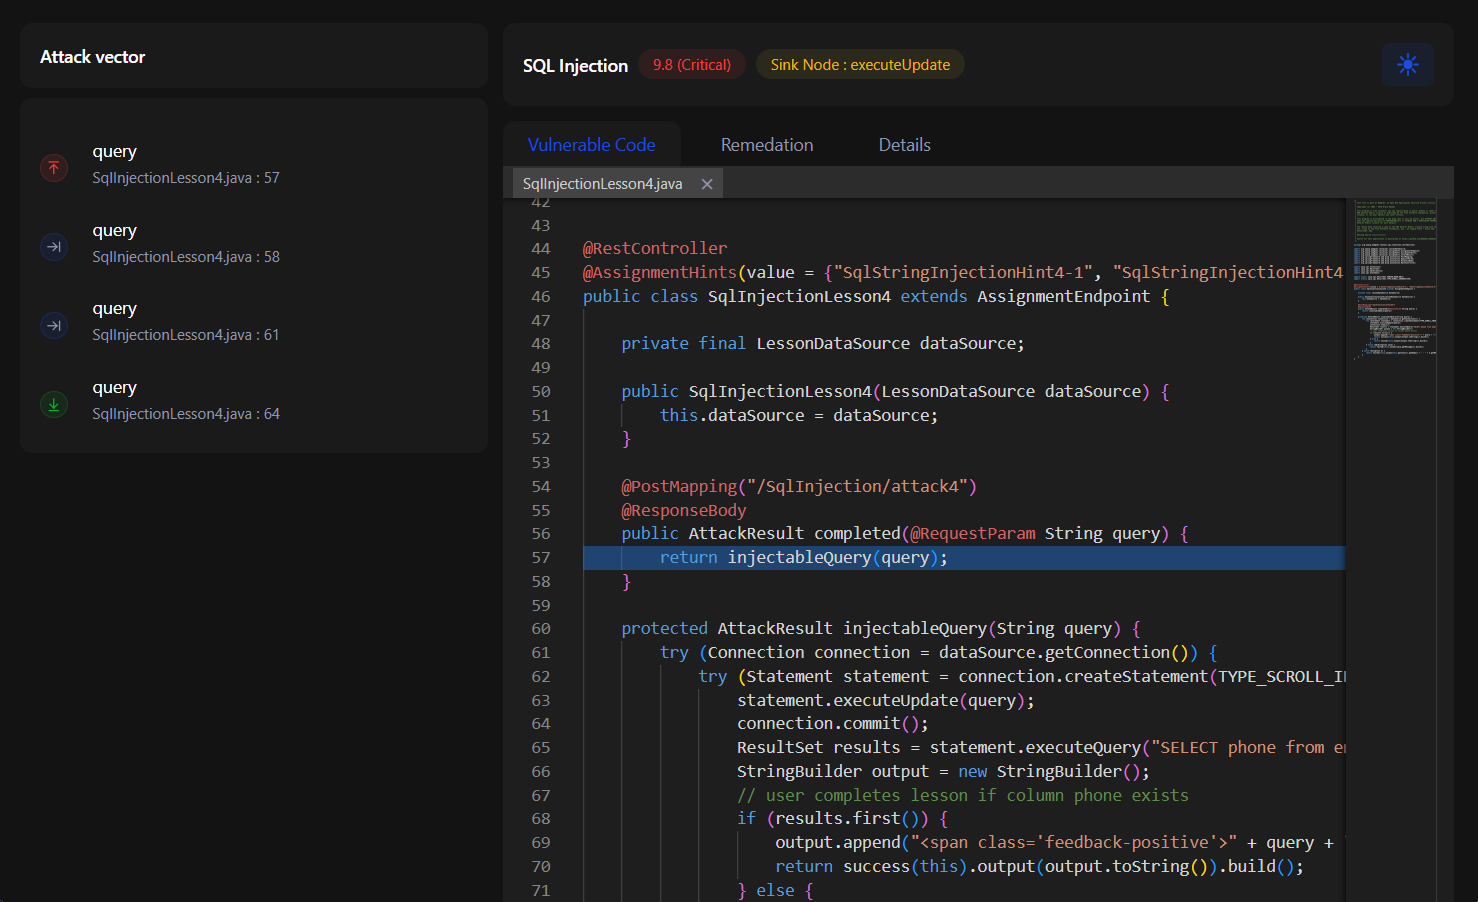 Attack vector
query
SqlInjectionLesson4.java : 57
query
SqlInjectionLesson4.java : 58
query
SqlInjectionLesson4.java : 61
query
SqlInjectionLesson4.java : 64
SQL Injection 9.8 (Critical) Sink Node : executeUpdate
Vulnerable Code Remedation Details
SqlInjectionLesson4.java
42
43
44 @RestController
45 @AssignmentHints(value = {"SqlStringInjectionHint4-1", "SqlStringInjectionHint4
46 public class SqlInjectionLesson4 extends AssignmentEndpoint {
47
48 private final LessonDataSource dataSource;
49
50 public SqlInjectionLesson4(LessonDataSource dataSource) {
51 this.dataSource = dataSource;
52 }
53
54 @PostMapping("/SqlInjection/attack4")
55 @ResponseBody
56 public AttackResult completed(@RequestParam String query) {
57 return injectableQuery(query);
58 }
59
60 protected AttackResult injectableQuery(String query) {
61 try (Connection connection = dataSource.getConnection()) {
62 try (Statement statement = connection.createStatement(TYPE_SCROLL_I
63 statement.executeUpdate(query);
64 connection.commit();
65 ResultSet results = statement.executeQuery("SELECT phone from e
66 StringBuilder output = new StringBuilder();
67 // user completes lesson if column phone exists
68 if (results.first()) {
69 output.append("<span class='feedback-positive'>" + query +
70 return success(this).output(output.toString()).build();
71 } else {